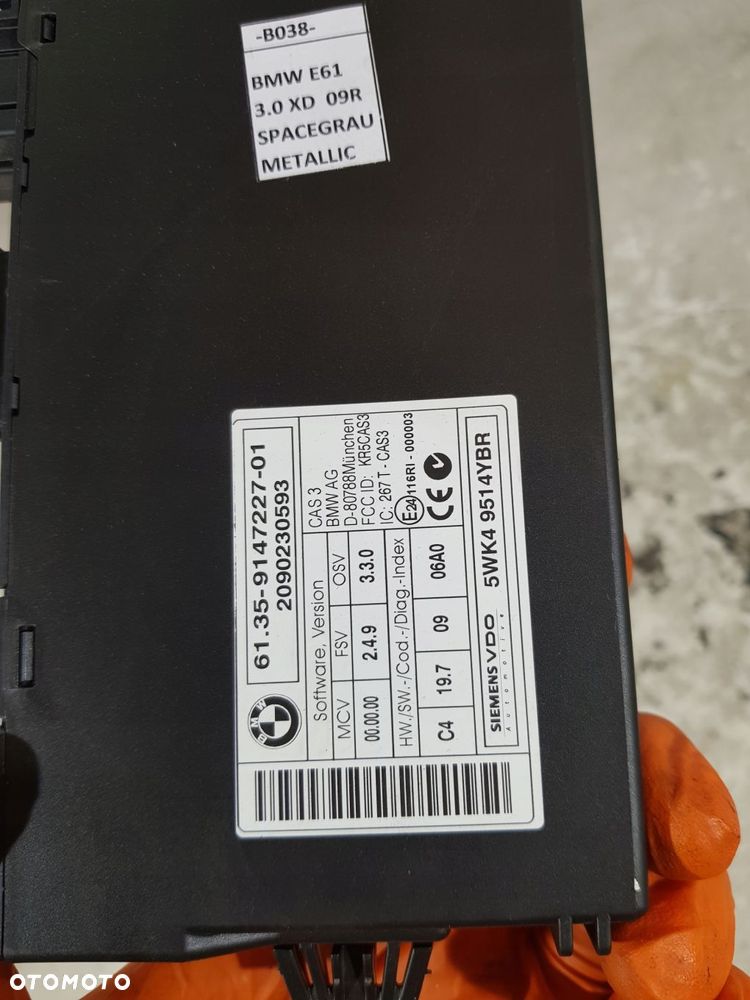 -B038-
BMW E61
3.0 XD 09R
SPACEGRAU
METALLIC
BMW
61.35-9147227-01
2090230593
Software, Version
MCV FSV OSV
00.00.00 2.4.9 3.3.0
HW./SW.-/Cod.-/Diag.-Index
C4 19.7 09 06A0
CAS 3
BMW AG
D-80788München
FCC ID: KR5CAS3
IC: 267 T - CAS3
E24 116RI - 000003
CE
SIEMENS VDO
Automotive
5WK4 9514YBR
OTOMOTO